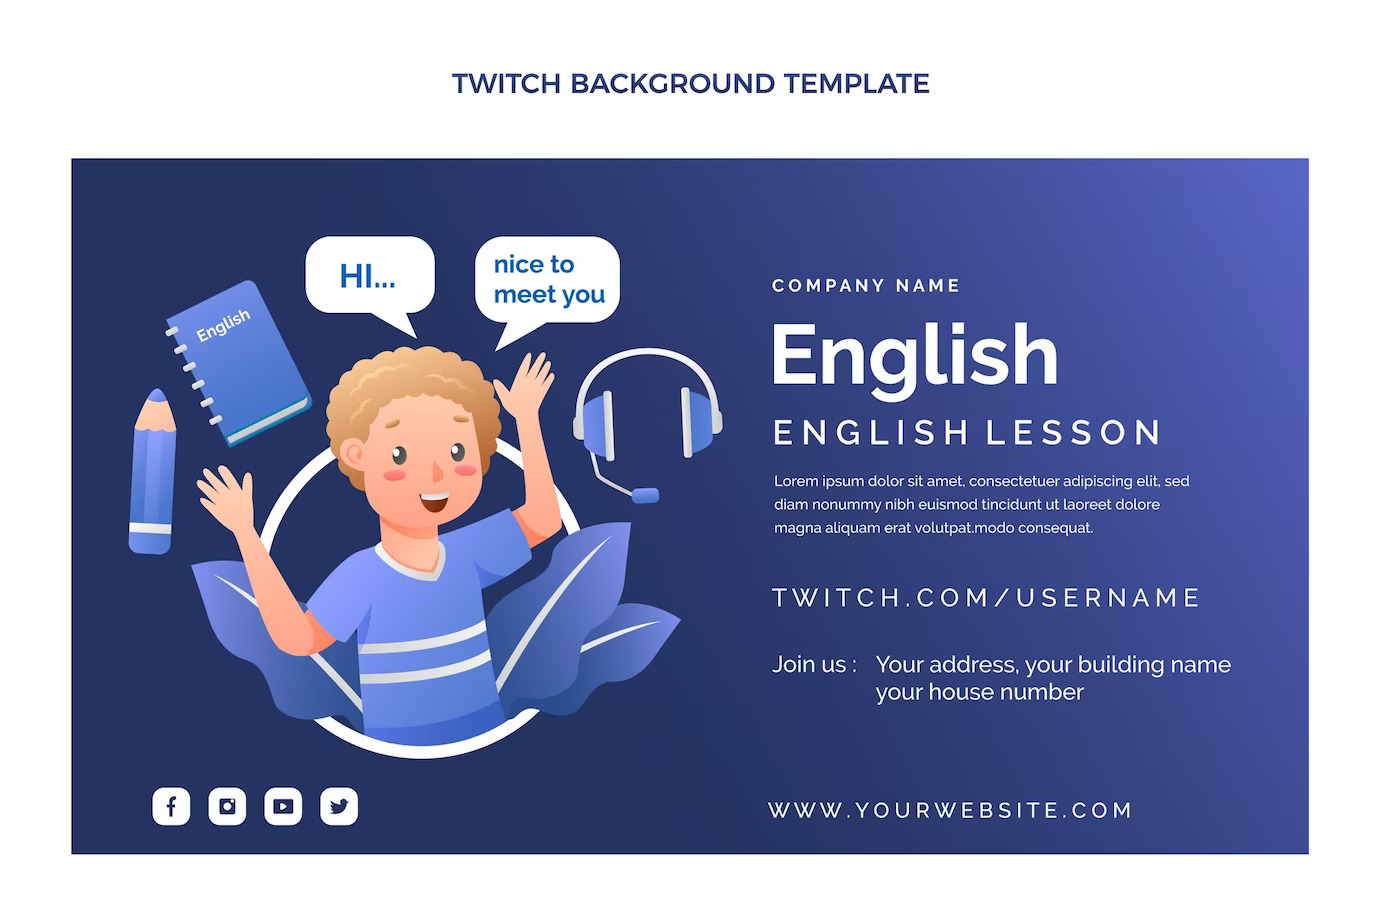 TWITCH BACKGROUND TEMPLATE
HI...
nice to
meet you
English
COMPANY NAME
English
ENGLISH LESSON
Lorem ipsum dolor sit amet, consectetuer adipiscing elit, sed
diam nonummy nibh euismod tincidunt ut laoreet dolore
magna aliquam erat volutpat.modo consequat.
TWITCH.COM/USERNAME
Join us : Your address, your building name
your house number
WWW.YOURWEBSITE.COM